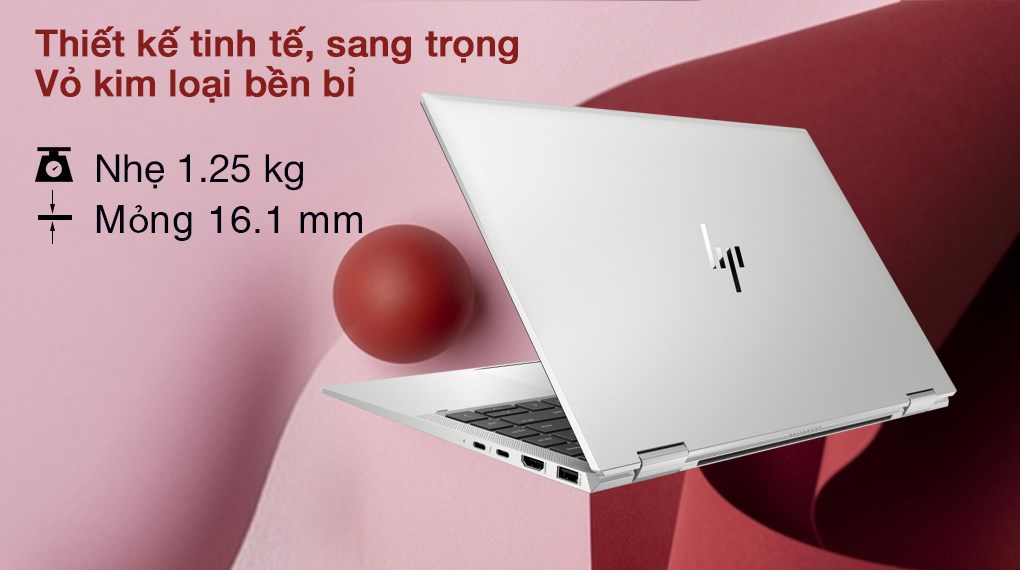 Thiết kế tinh tế, sang trọng
Vỏ kim loại bền bỉ
Nhẹ 1.25 kg
Mỏng 16.1 mm
hp